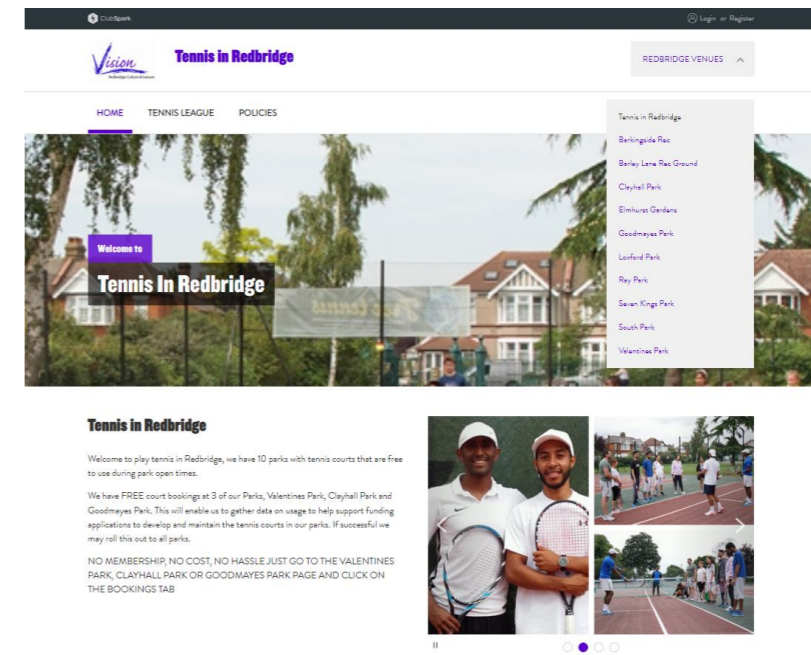 ClubSpark
Login or Register
Vision
Redbridge Culture & Leisure
Tennis in Redbridge
REDBRIDGE VENUES
HOME TENNIS LEAGUE POLICIES
Tennis in Redbridge
Barkingside Rec
Barley Lane Rec Ground
Clayhall Park
Elmhurst Gardens
Goodmayes Park
Loxford Park
Ray Park
Seven Kings Park
South Park
Valentines Park
Welcome to
Tennis In Redbridge
Tennis in Redbridge
Welcome to play tennis in Redbridge, we have 10 parks with tennis courts that are free
to use during park open times.
We have FREE court bookings at 3 of our Parks, Valentines Park, Clayhall Park and
Goodmayes Park. This will enable us to gather data on usage to help support funding
applications to develop and maintain the tennis courts in our parks. If successful we
may roll this out to all parks.
NO MEMBERSHIP, NO COST, NO HASSLE JUST GO TO THE VALENTINES
PARK, CLAYHALL PARK OR GOODMAYES PARK PAGE AND CLICK ON
THE BOOKINGS TAB